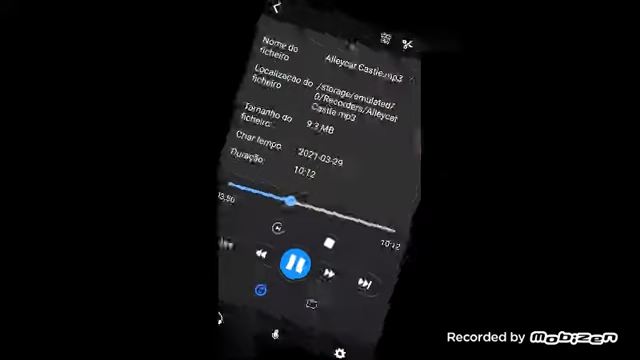 Nome do
ficheiro
Alleycat Castle.mp3
Localização do
ficheiro
/storage/emulated/
0/Recorders/Alleycat
Castle.mp3
Tamanho do
ficheiro
9.3 MB
Char tempo
2021-03-29
Duração
10:12
03:50
10:12
Recorded by mobizen